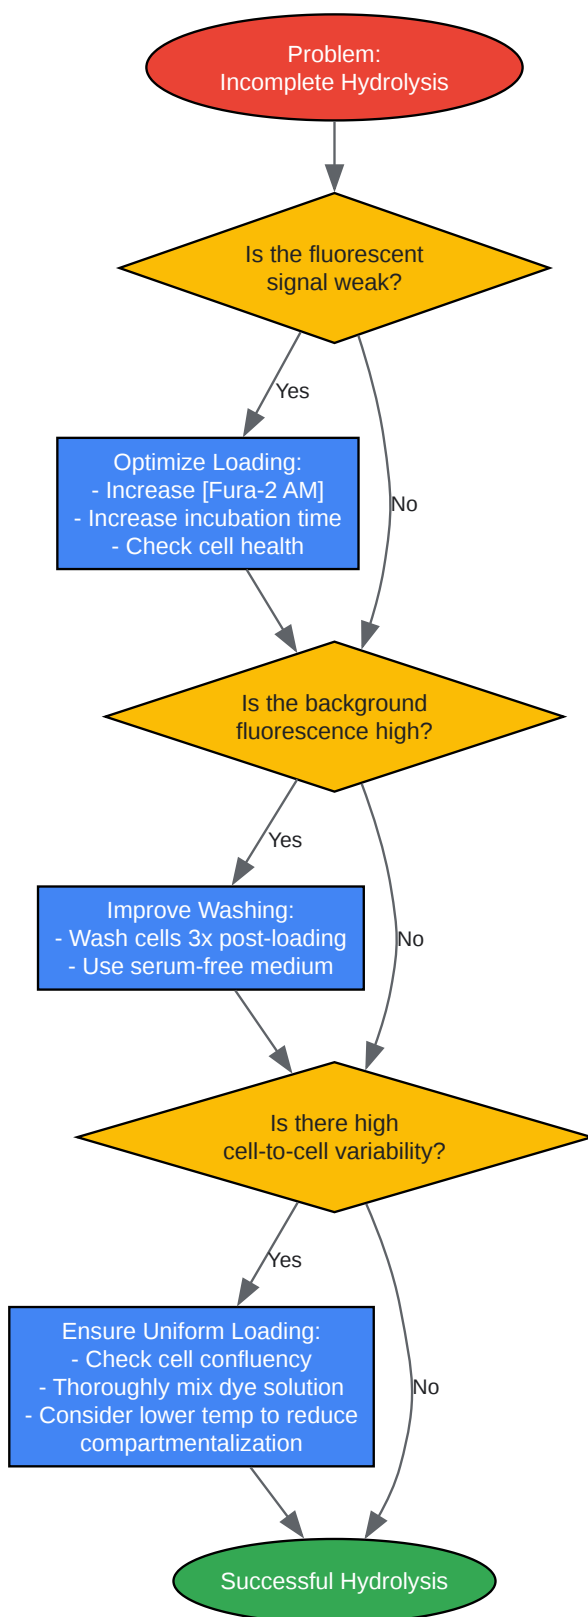 Problem:
Incomplete Hydrolysis
Is the fluorescent
signal weak?
Yes
Optimize Loading:
- Increase [Fura-2 AM]
- Increase incubation time
- Check cell health
No
Is the background
fluorescence high?
Yes
Improve Washing:
- Wash cells 3x post-loading
- Use serum-free medium
No
Is there high
cell-to-cell variability?
Yes
Ensure Uniform Loading:
- Check cell confluency
- Thoroughly mix dye solution
- Consider lower temp to reduce
compartmentalization
No
Successful Hydrolysis